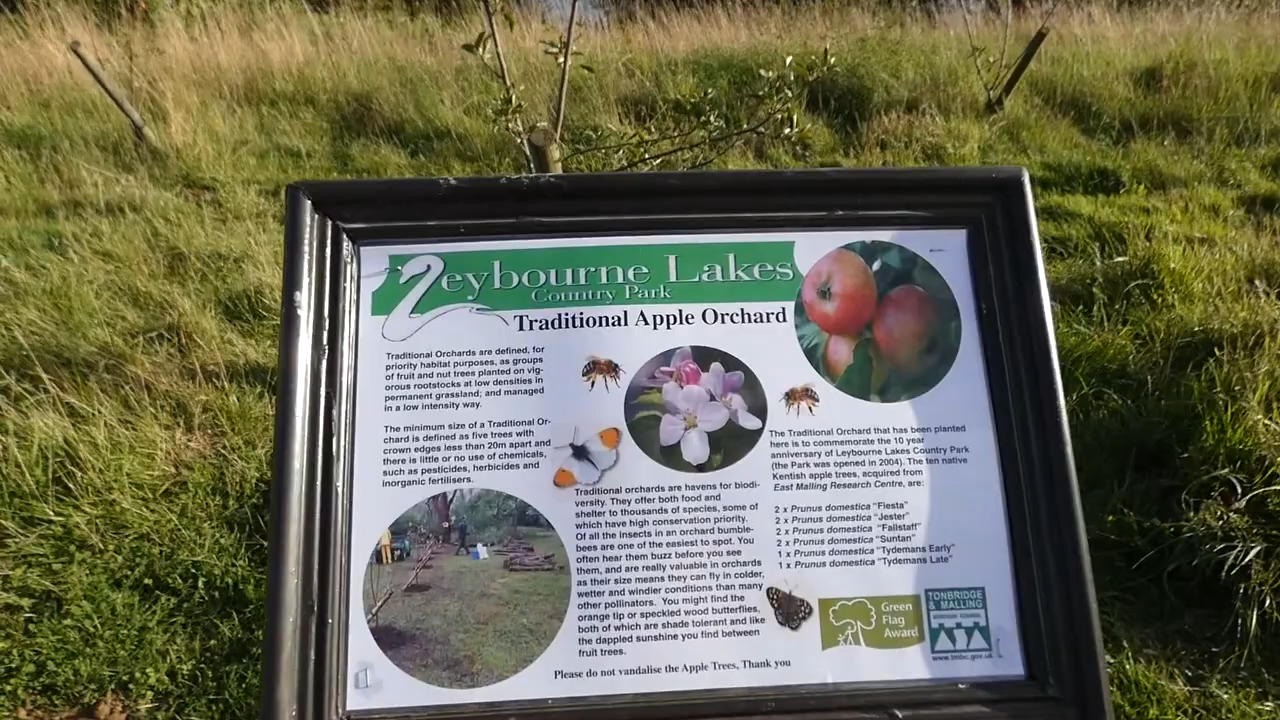 Leybourne Lakes
Country Park
Traditional Apple Orchard
Traditional Orchards are defined, for
priority habitat purposes, as groups
of fruit and nut trees planted on vig-
orous rootstocks at low densities in
permanent grassland; and managed
in a low intensity way.
The minimum size of a Traditional Or-
chard is defined as five trees with
crown edges less than 20m apart and
there is little or no use of chemicals,
such as pesticides, herbicides and
inorganic fertilisers.
Traditional orchards are havens for biodi-
versity. They offer both food and
shelter to thousands of species, some of
which have high conservation priority.
Of all the insects in an orchard bumble-
bees are one of the easiest to spot. You
often hear them buzz before you see
them, and are really valuable in orchards
as their size means they can fly in colder,
wetter and windier conditions than many
other pollinators. You might find the
orange tip or speckled wood butterflies,
both of which are shade tolerant and like
the dappled sunshine you find between
fruit trees.
The Traditional Orchard that has been planted
here is to commemorate the 10 year
anniversary of Leybourne Lakes Country Park
(the Park was opened in 2004). The ten native
Kentish apple trees, acquired from
East Malling Research Centre, are:
2 x Prunus domestica “Fiesta”
2 x Prunus domestica “Jester”
2 x Prunus domestica “Fallstaff”
2 x Prunus domestica “Suntan”
1 x Prunus domestica “Tydemans Early”
1 x Prunus domestica “Tydemans Late”
Green
Flag
Award
TONBRIDGE
& MALLING
BOROUGH COUNCIL
www.tmbc.gov.uk
Please do not vandalise the Apple Trees, Thank you